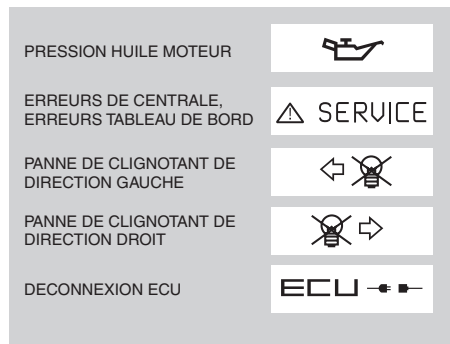 PRESSION HUILE MOTEUR
ERREURS DE CENTRALE,
ERREURS TABLEAU DE BORD
SERVICE
PANNE DE CLIGNOTANT DE
DIRECTION GAUCHE
PANNE DE CLIGNOTANT DE
DIRECTION DROIT
DECONNEXION ECU
ECU